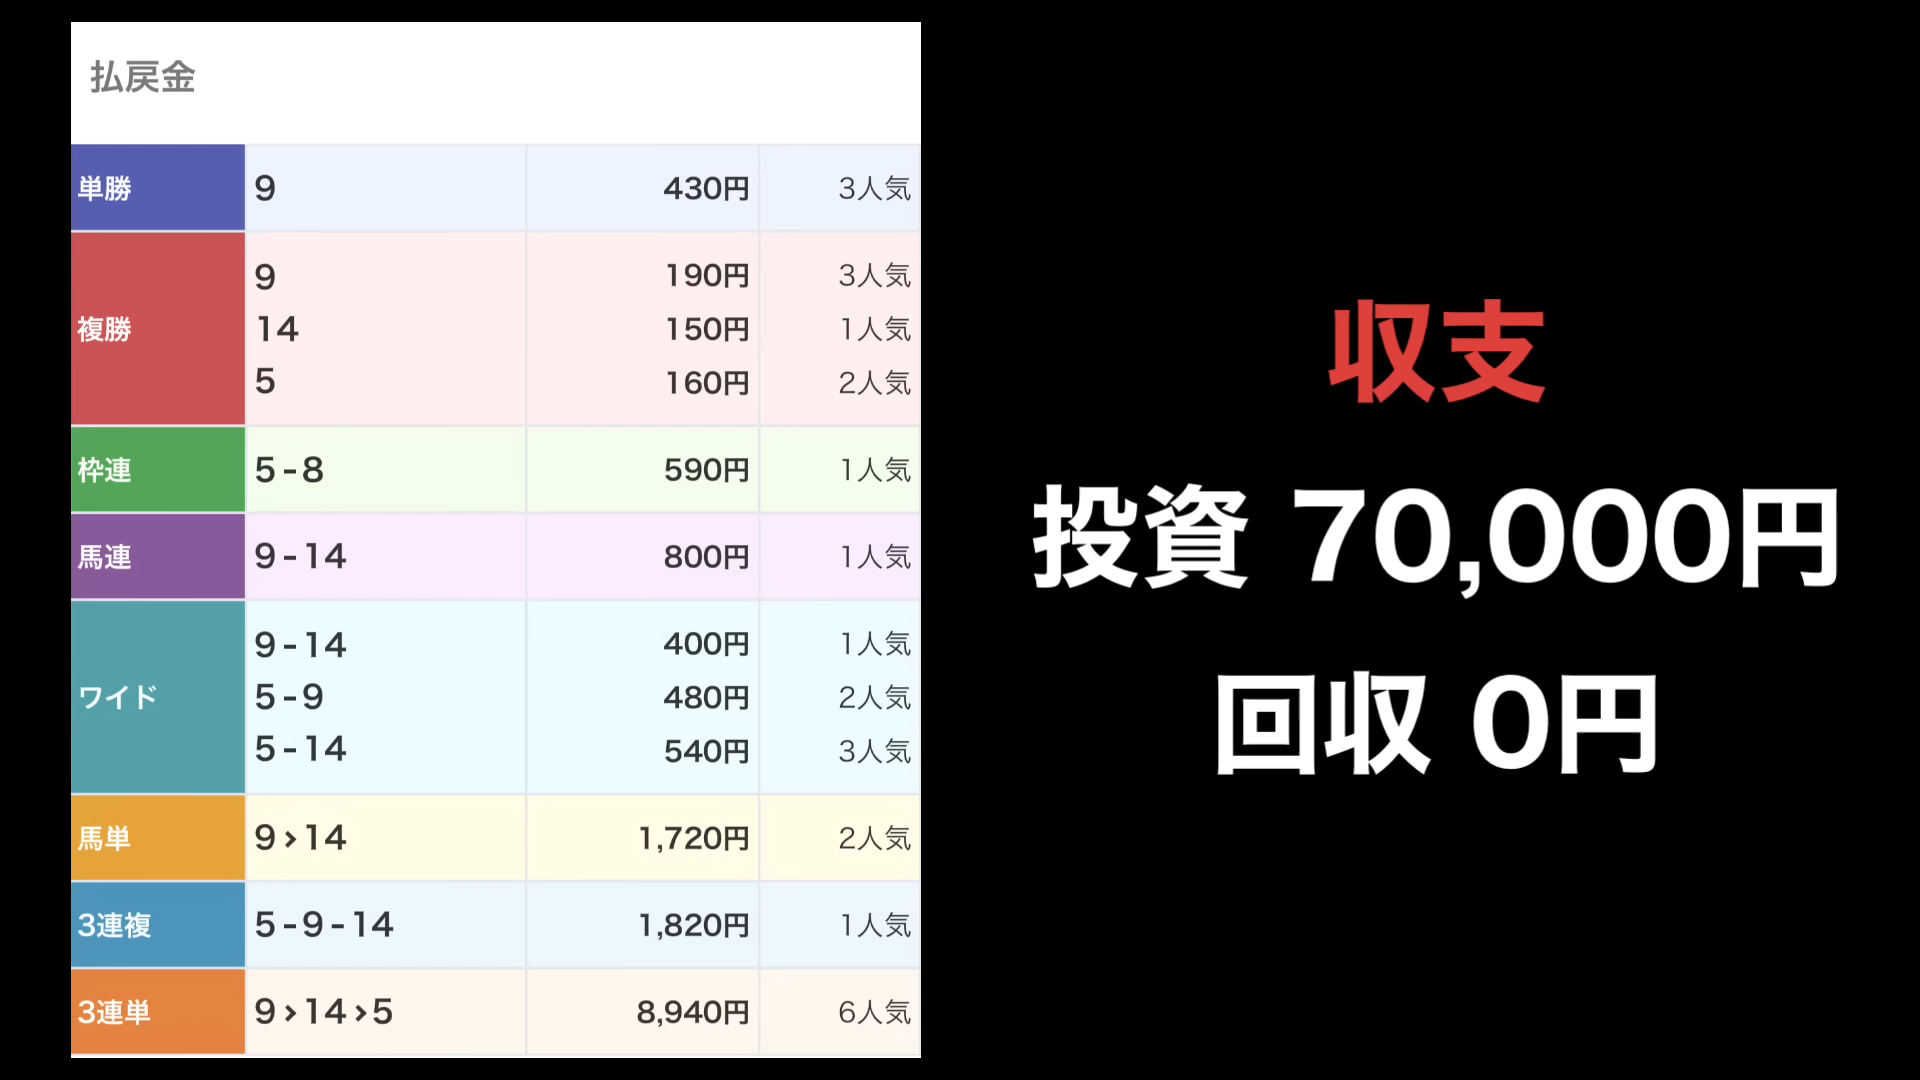 払戻金
単勝 9 430円 3人気
複勝
9 190円 3人気
14 150円 1人気
5 160円 2人気
枠連 5-8 590円 1人気
馬連 9-14 800円 1人気
ワイド
9-14 400円 1人気
5-9 480円 2人気
5-14 540円 3人気
馬単 9>14 1,720円 2人気
3連複 5-9-14 1,820円 1人気
3連単 9>14>5 8,940円 6人気
収支
投資 70,000円
回収 0円